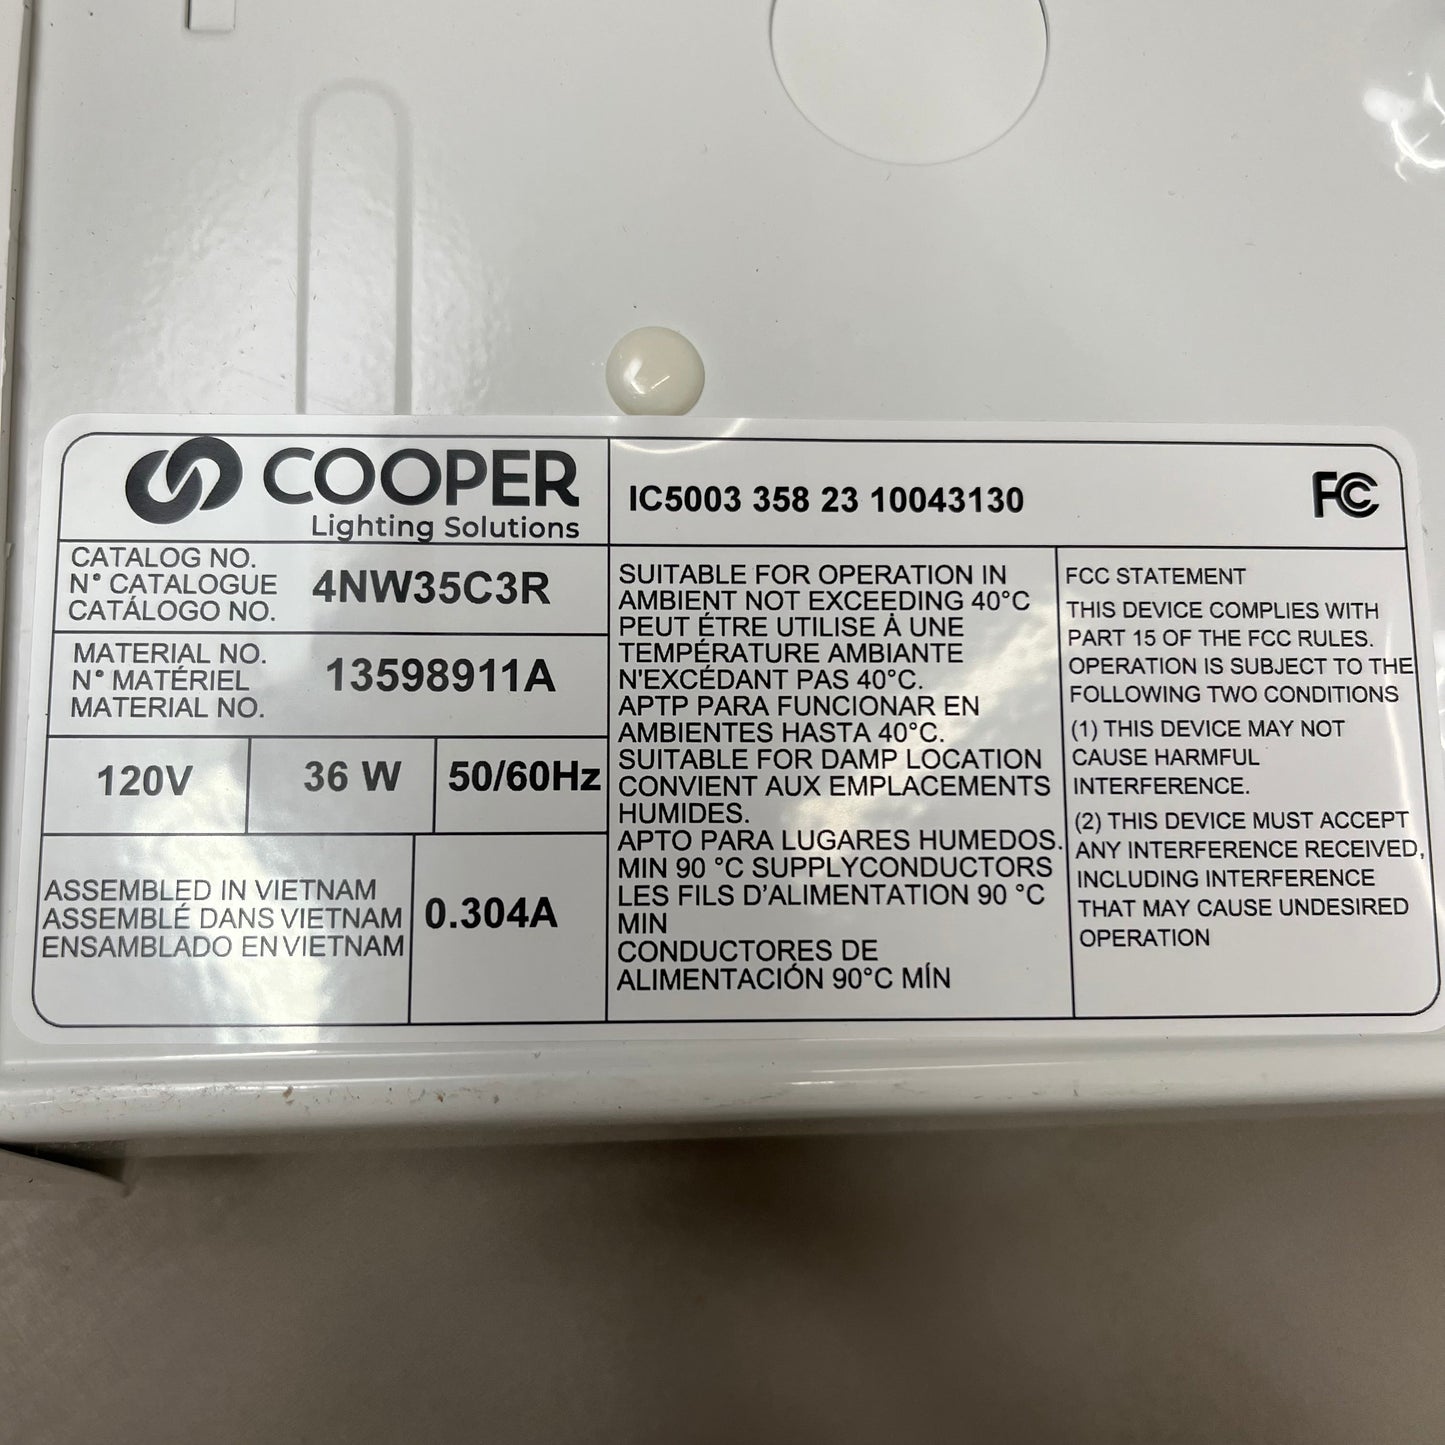 COOPER
Lighting Solutions
IC5003 358 23 10043130
FC
CATALOG NO.
N° CATALOGUE
CATÁLOGO NO.
4NW35C3R
MATERIAL NO.
N° MATÉRIEL
MATERIAL NO.
13598911A
120V
36 W
50/60Hz
ASSEMBLED IN VIETNAM
ASSEMBLÉ DANS VIETNAM
ENSAMBLADO EN VIETNAM
0.304A
SUITABLE FOR OPERATION IN
AMBIENT NOT EXCEEDING 40°C
PEUT ÉTRE UTILISE À UNE
TEMPÉRATURE AMBIANTE
N'EXCÉDANT PAS 40°C.
APTP PARA FUNCIONAR EN
AMBIENTES HASTA 40°C.
SUITABLE FOR DAMP LOCATION
CONVIENT AUX EMPLACEMENTS
HUMIDES.
APTO PARA LUGARES HUMEDOS.
MIN 90 °C SUPPLYCONDUCTORS
LES FILS D'ALIMENTATION 90 °C
MIN
CONDUCTORES DE
ALIMENTACIÓN 90°C MÍN
FCC STATEMENT
THIS DEVICE COMPLIES WITH
PART 15 OF THE FCC RULES.
OPERATION IS SUBJECT TO THE
FOLLOWING TWO CONDITIONS
(1) THIS DEVICE MAY NOT
CAUSE HARMFUL
INTERFERENCE.
(2) THIS DEVICE MUST ACCEPT
ANY INTERFERENCE RECEIVED,
INCLUDING INTERFERENCE
THAT MAY CAUSE UNDESIRED
OPERATION